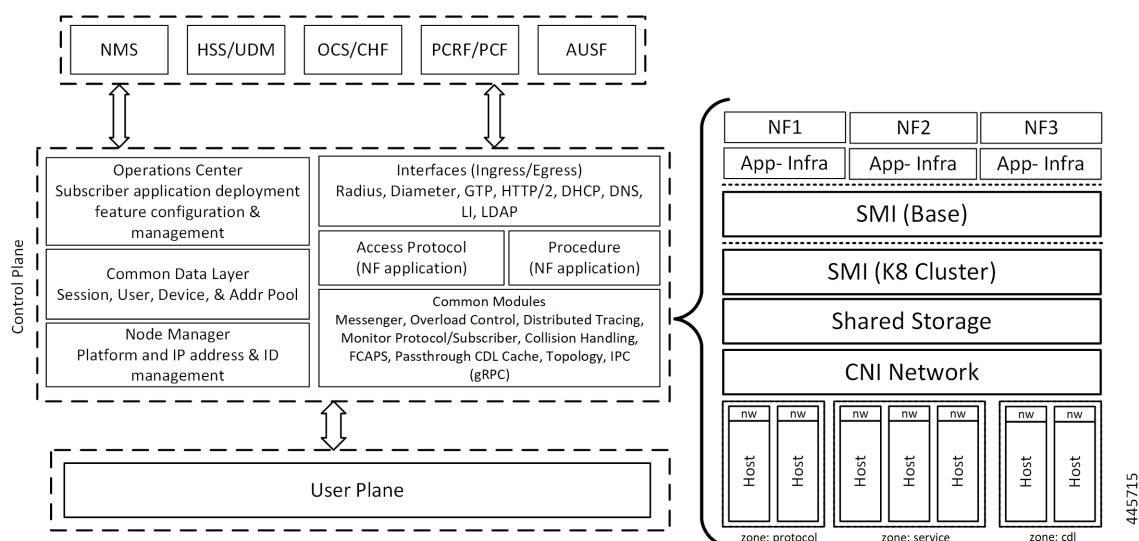 NMS
HSS/UDM
OCS/CHF
PCRF/PCF
AUSF
Control Plane
Operations Center
Subscriber application deployment
feature configuration &
management
Common Data Layer
Session, User, Device, & Addr Pool
Node Manager
Platform and IP address & ID
management
Interfaces (Ingress/Egress)
Radius, Diameter, GTP, HTTP/2, DHCP, DNS,
LI, LDAP
Access Protocol
(NF application)
Procedure
(NF application)
Common Modules
Messenger, Overload Control, Distributed Tracing,
Monitor Protocol/Subscriber, Collision Handling,
FCAPS, Passthrough CDL Cache, Topology, IPC
(gRPC)
User Plane
NF1
NF2
NF3
App- Infra
App- Infra
App- Infra
SMI (Base)
SMI (K8 Cluster)
Shared Storage
CNI Network
nw
nw
nw
nw
nw
nw
nw
Host
Host
Host
Host
Host
Host
Host
zone: protocol
zone: service
zone: cdl
445715